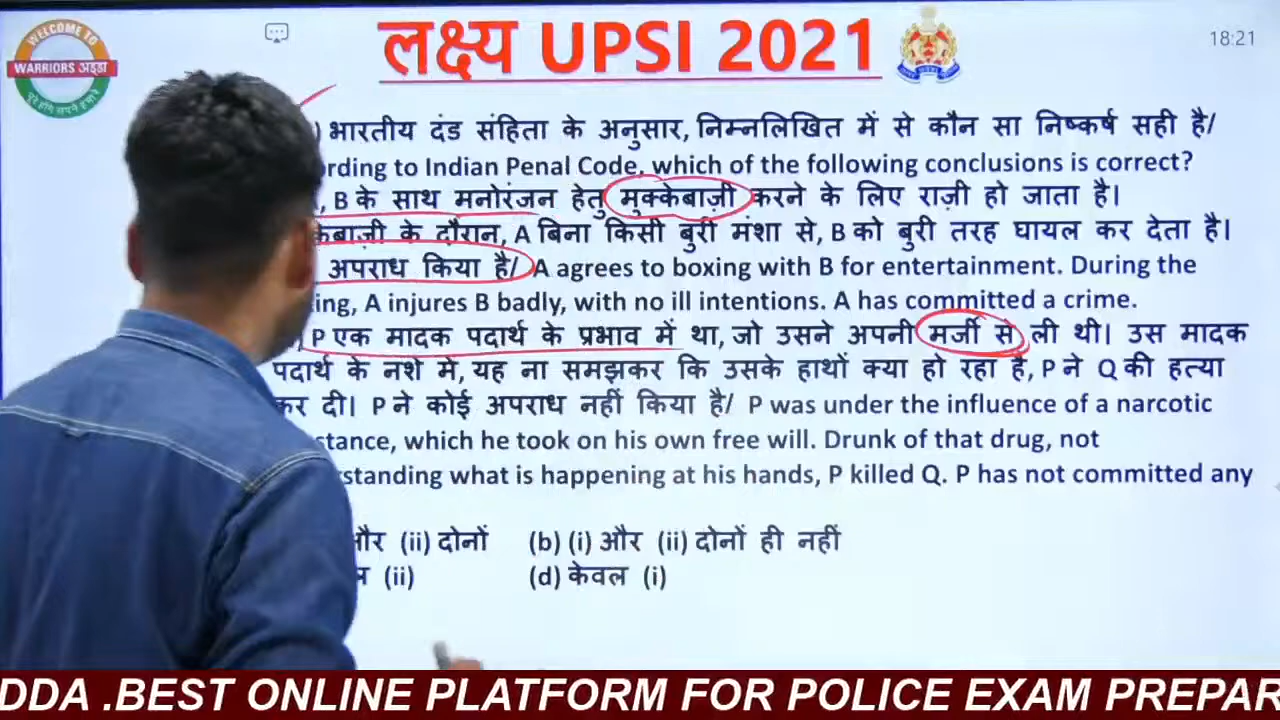 WELCOME TO
WARRIORS अड्डा
लक्ष्य UPSI 2021
18:21
) भारतीय दंड संहिता के अनुसार, निम्नलिखित में से कौन सा निष्कर्ष सही है/
ording to Indian Penal Code, which of the following conclusions is correct?
, B के साथ मनोरंजन हेतु मुक्केबाज़ी करने के लिए राज़ी हो जाता है।
केबाज़ी के दौरान, A बिना किसी बुरी मंशा से, B को बुरी तरह घायल कर देता है।
अपराध किया है/ A agrees to boxing with B for entertainment. During the
ing, A injures B badly, with no ill intentions. A has committed a crime.
P एक मादक पदार्थ के प्रभाव में था, जो उसने अपनी मर्जी से ली थी। उस मादक
पदार्थ के नशे मे, यह ना समझकर कि उसके हाथों क्या हो रहा है, P ने Q की हत्या
कर दी। P ने कोई अपराध नहीं किया है/ P was under the influence of a narcotic
stance, which he took on his own free will. Drunk of that drug, not
rstanding what is happening at his hands, P killed Q. P has not committed any
और (ii) दोनों (b) (i) और (ii) दोनों ही नहीं
(ii) (d) केवल (i)
DDA .BEST ONLINE PLATFORM FOR POLICE EXAM PREPAR